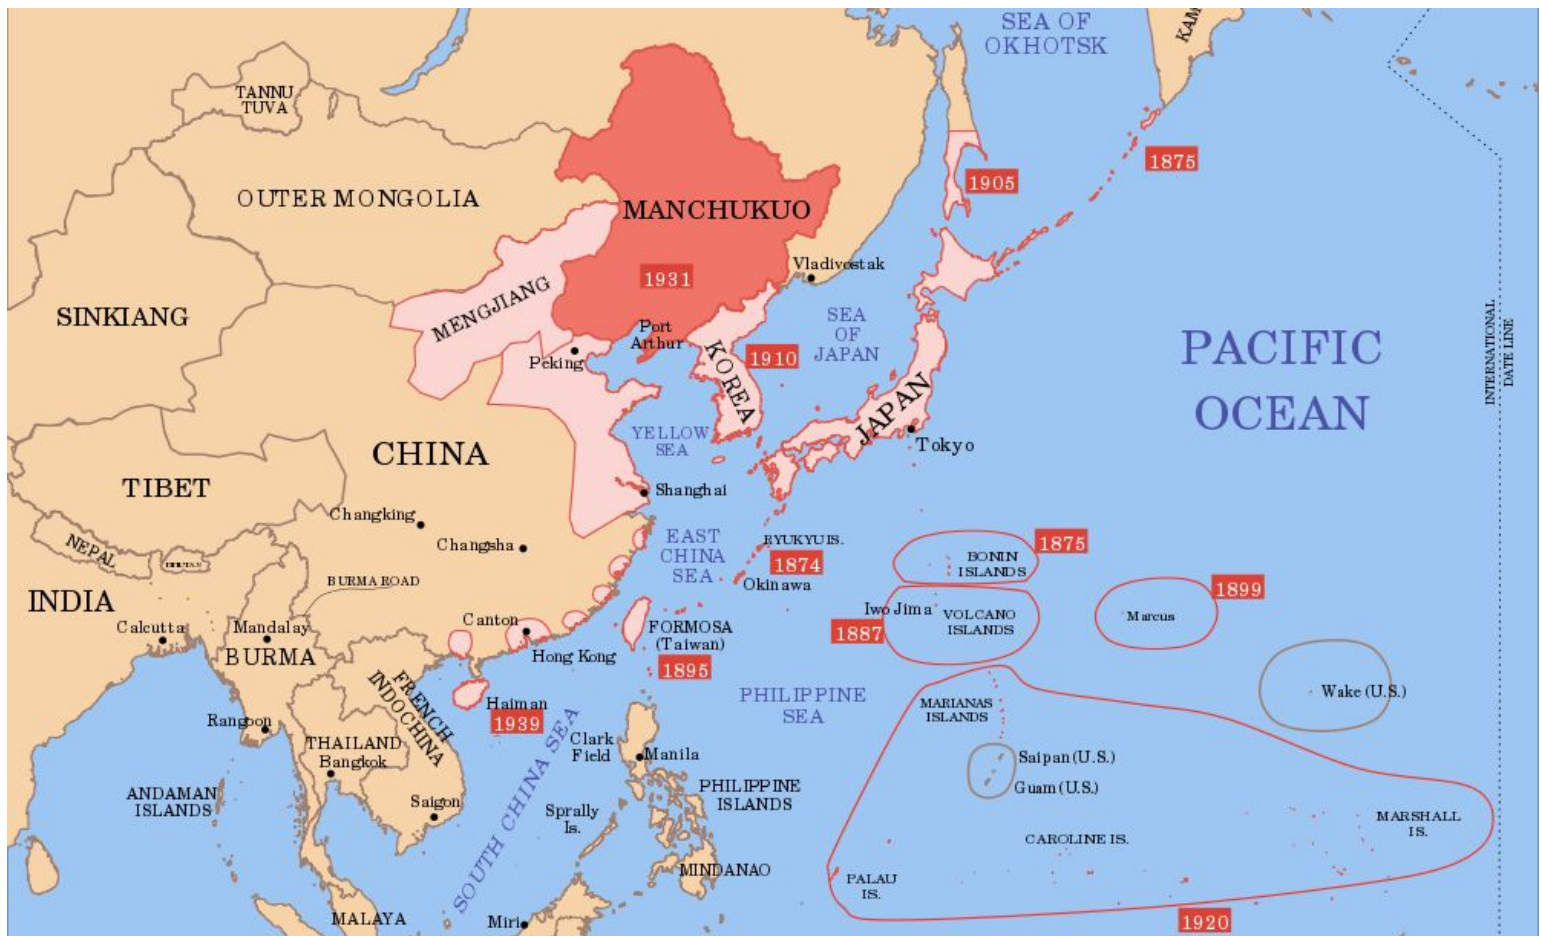 SEA OF
OKHOTSK
KAM
TANNU
TUVA
1875
1905
OUTER MONGOLIA
MANCHUKUO
Vladivostak
1931
MENGJIANG
SINKIANG
SEA
OF
JAPAN
Port
Arthur
INTERNATIONAL
DATE LINE
PACIFIC
OCEAN
Peking
KOREA
1910
JAPAN
Tokyo
YELLOW
SEA
CHINA
TIBET
Shanghai
Changking
Changsha
EAST
CHINA
SEA
RYUKYU IS.
1874
Okinawa
BONIN
ISLANDS
1875
NEPAL
BHUTAN
BURMA ROAD
INDIA
Calcutta
Mandalay
BURMA
Canton
Hong Kong
FORMOSA
(Taiwan)
1895
Iwo Jima
VOLCANO
ISLANDS
1887
Marcus
1899
FRENCH
INDOCHINA
Haiman
1939
PHILIPPINE
SEA
MARIANAS
ISLANDS
Wake (U.S.)
Rangoon
THAILAND
Bangkok
Clark
Field
Manila
Saipan (U.S.)
Guam (U.S.)
ANDAMAN
ISLANDS
Saigon
SOUTH CHINA SEA
Sprally
Is.
PHILIPPINE
ISLANDS
MARSHALL
IS.
CAROLINE IS.
MINDANAO
PALAU
IS.
MALAYA
Miri
1920